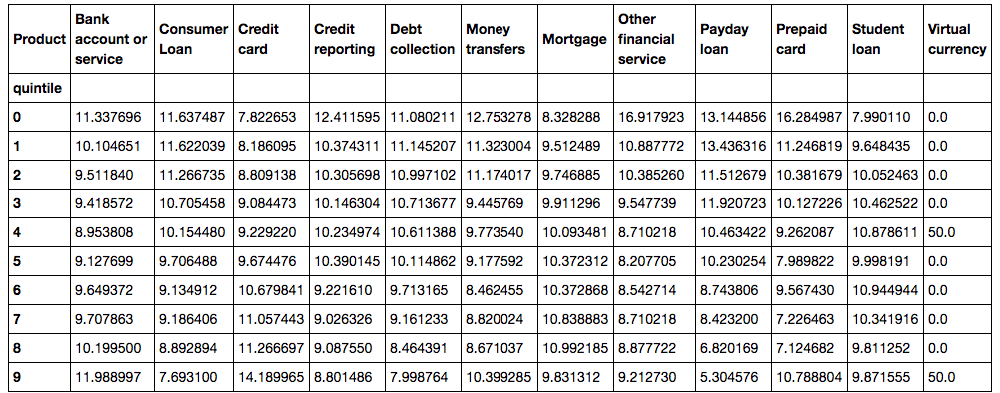 Product Bank account or service Consumer Loan Credit card Credit reporting Debt collection Money transfers Mortgage Other financial service Payday loan Prepaid card Student loan Virtual currency
quintile
0 11.337696 11.637487 7.822653 12.411595 11.080211 12.753278 8.328288 16.917923 13.144856 16.284987 7.990110 0.0
1 10.104651 11.622039 8.186095 10.374311 11.145207 11.323004 9.512489 10.887772 13.436316 11.246819 9.648435 0.0
2 9.511840 11.266735 8.809138 10.305698 10.997102 11.174017 9.746885 10.385260 11.512679 10.381679 10.052463 0.0
3 9.418572 10.705458 9.084473 10.146304 10.713677 9.445769 9.911296 9.547739 11.920723 10.127226 10.462522 0.0
4 8.953808 10.154480 9.229220 10.234974 10.611388 9.773540 10.093481 8.710218 10.463422 9.262087 10.878611 50.0
5 9.127699 9.706488 9.674476 10.390145 10.114862 9.177592 10.372312 8.207705 10.230254 7.989822 9.998191 0.0
6 9.649372 9.134912 10.679841 9.221610 9.713165 8.462455 10.372868 8.542714 8.743806 9.567430 10.944944 0.0
7 9.707863 9.186406 11.057443 9.026326 9.161233 8.820024 10.838883 8.710218 8.423200 7.226463 10.341916 0.0
8 10.199500 8.892894 11.266697 9.087550 8.464391 8.671037 10.992185 8.877722 6.820169 7.124682 9.811252 0.0
9 11.988997 7.693100 14.189965 8.801486 7.998764 10.399285 9.831312 9.212730 5.304576 10.788804 9.871555 50.0